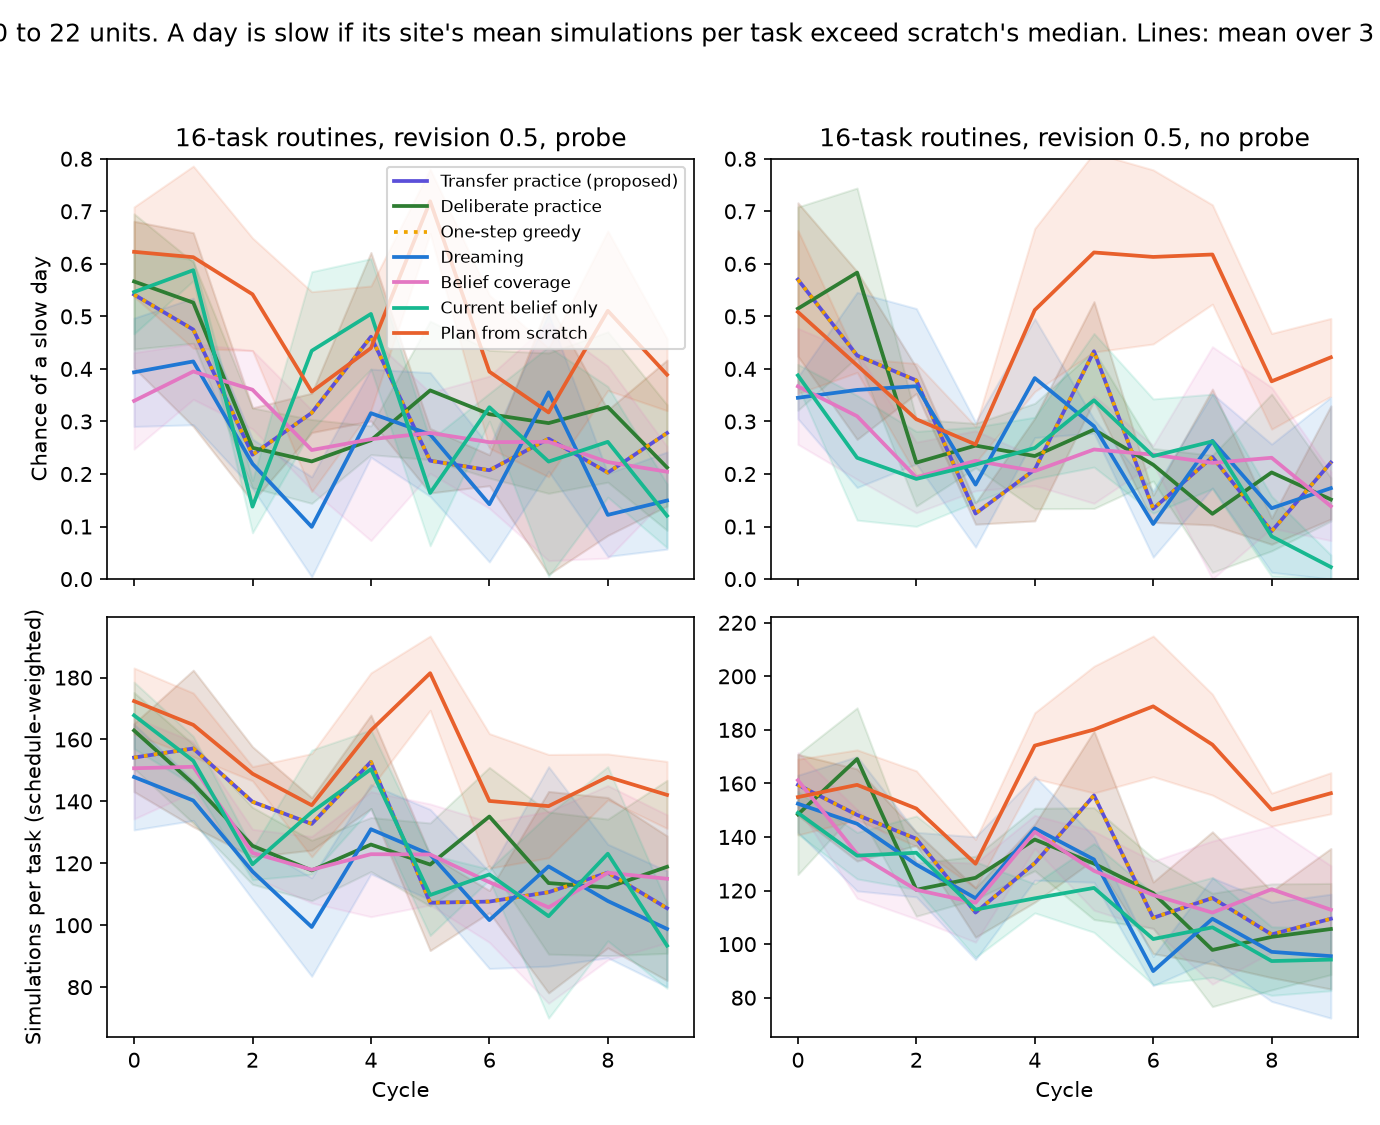 to 22 units. A day is slow if its site's mean simulations per task exceed scratch's median. Lines: mean over 3
16-task routines, revision 0.5, probe
16-task routines, revision 0.5, no probe
Chance of a slow day
0.8
0.7
0.6
0.5
0.4
0.3
0.2
0.1
0.0
Transfer practice (proposed)
Deliberate practice
One-step greedy
Dreaming
Belief coverage
Current belief only
Plan from scratch
0.8
0.7
0.6
0.5
0.4
0.3
0.2
0.1
0.0
Simulations per task (schedule-weighted)
180
160
140
120
100
80
0 2 4 6 8
Cycle
220
200
180
160
140
120
100
80
0 2 4 6 8
Cycle